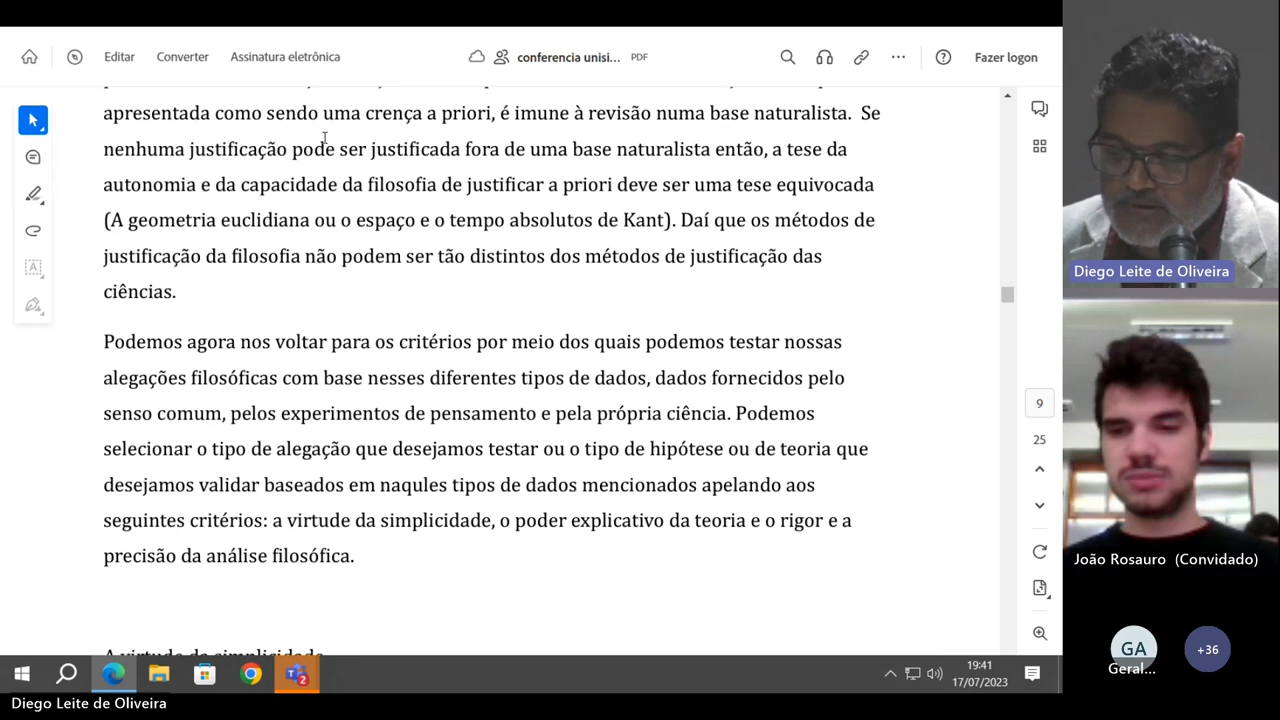 Editar Converter Assinatura eletrônica conferencia unisi... PDF Fazer logon
apresentada como sendo uma crença a priori, é imune à revisão numa base naturalista. Se
nenhuma justificação pode ser justificada fora de uma base naturalista então, a tese da
autonomia e da capacidade da filosofia de justificar a priori deve ser uma tese equivocada
(A geometria euclidiana ou o espaço e o tempo absolutos de Kant). Daí que os métodos de
justificação da filosofia não podem ser tão distintos dos métodos de justificação das
ciências.
Podemos agora nos voltar para os critérios por meio dos quais podemos testar nossas
alegações filosóficas com base nesses diferentes tipos de dados, dados fornecidos pelo
senso comum, pelos experimentos de pensamento e pela própria ciência. Podemos
selecionar o tipo de alegação que desejamos testar ou o tipo de hipótese ou de teoria que
desejamos validar baseados em naqules tipos de dados mencionados apelando aos
seguintes critérios: a virtude da simplicidade, o poder explicativo da teoria e o rigor e a
precisão da análise filosófica.
A virtude da simplicidade
9
25
Diego Leite de Oliveira
João Rosauro (Convidado)
GA
Geral...
+36
19:41
17/07/2023
2
Diego Leite de Oliveira